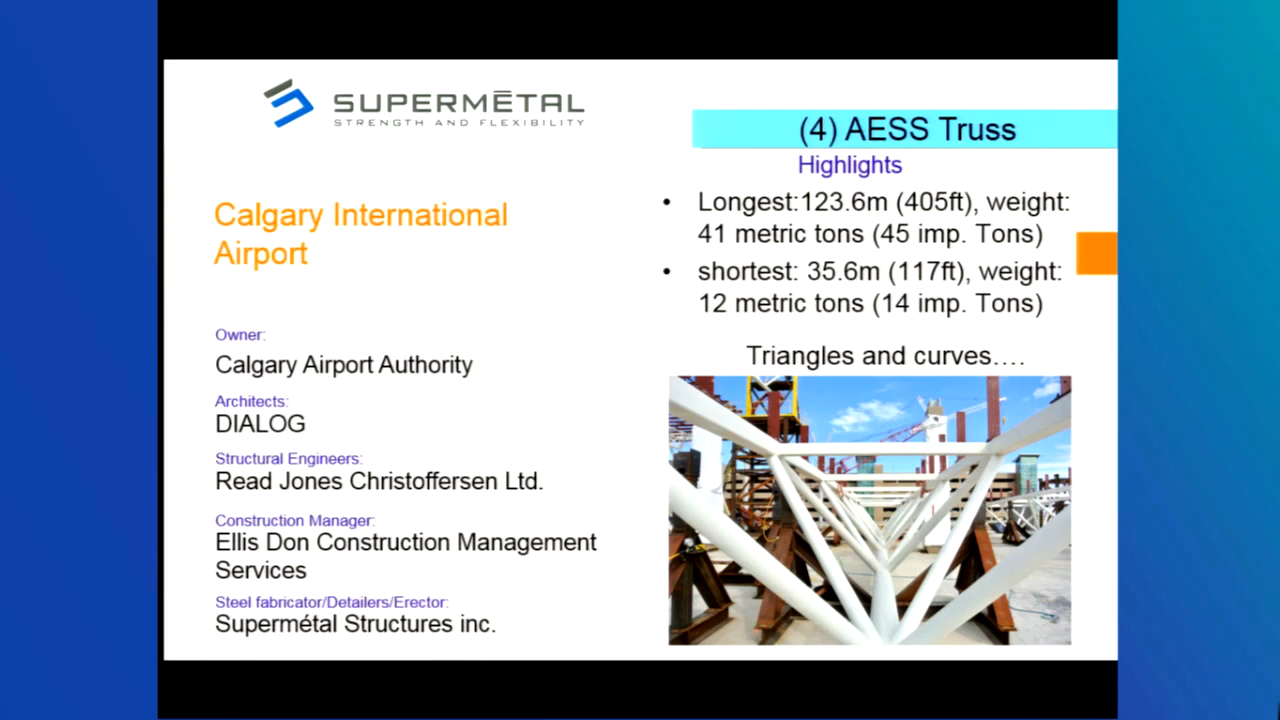 SUPERMĒTAL
STRENGTH AND FLEXIBILITY
Calgary International
Airport
Owner:
Calgary Airport Authority
Architects:
DIALOG
Structural Engineers:
Read Jones Christoffersen Ltd.
Construction Manager:
Ellis Don Construction Management
Services
Steel fabricator/Detailers/Erector:
Supermétal Structures inc.
(4) AESS Truss
Highlights
• Longest:123.6m (405ft), weight:
41 metric tons (45 imp. Tons)
• shortest: 35.6m (117ft), weight:
12 metric tons (14 imp. Tons)
Triangles and curves….